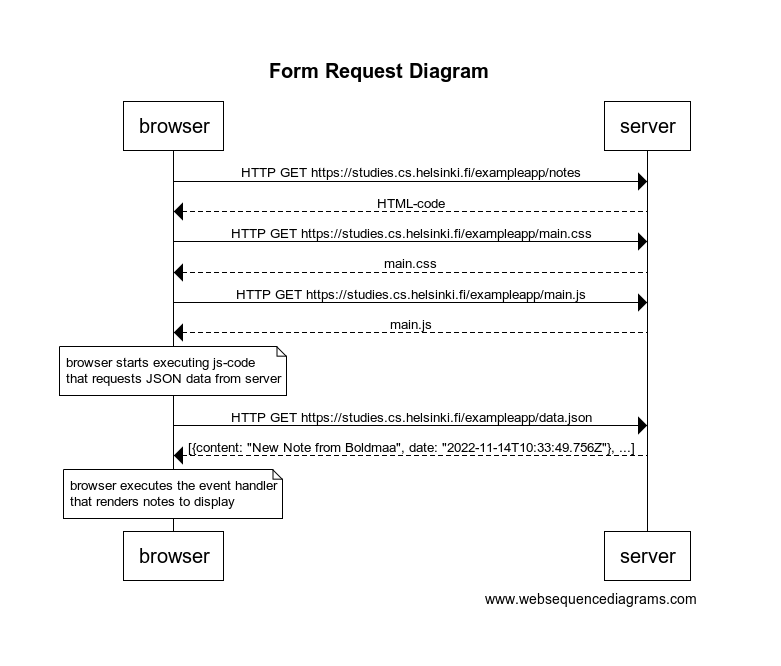 Form Request Diagram
browser
server
HTTP GET https://studies.cs.helsinki.fi/exampleapp/notes
HTML-code
HTTP GET https://studies.cs.helsinki.fi/exampleapp/main.css
main.css
HTTP GET https://studies.cs.helsinki.fi/exampleapp/main.js
main.js
browser starts executing js-code
that requests JSON data from server
HTTP GET https://studies.cs.helsinki.fi/exampleapp/data.json
[{content: "New Note from Boldmaa", date: "2022-11-14T10:33:49.756Z"}, ...]
browser executes the event handler
that renders notes to display
browser
server
www.websequencediagrams.com